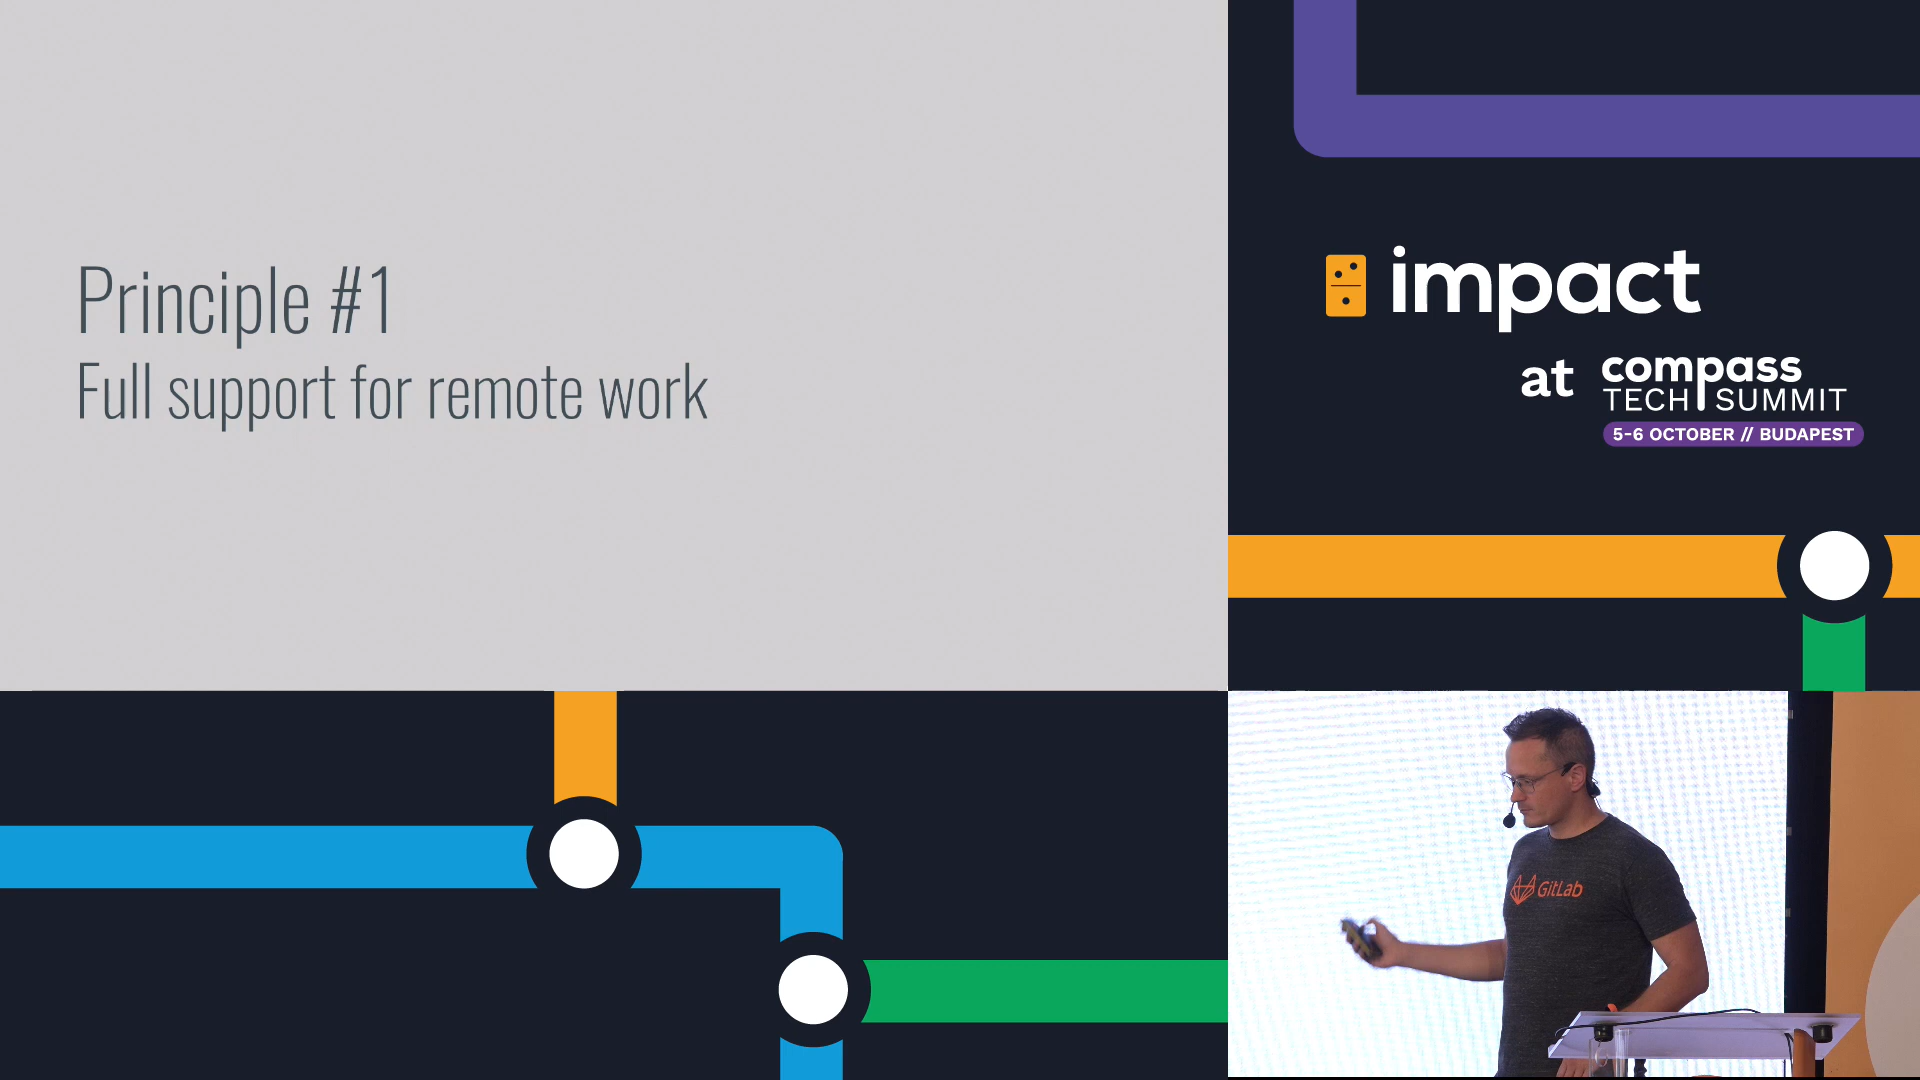 Principle #1
Full support for remote work
impact
at compass
TECH SUMMIT
5-6 OCTOBER // BUDAPEST
GitLab